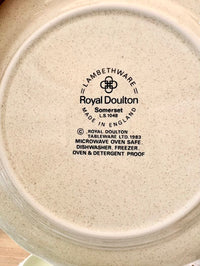 LAMBETHWARE
Royal Doulton
Somerset
L.S.1048
MADE IN ENGLAND
© ROYAL DOULTON
TABLEWARE LTD. 1983
MICROWAVE OVEN SAFE
DISHWASHER, FREEZER,
OVEN & DETERGENT PROOF